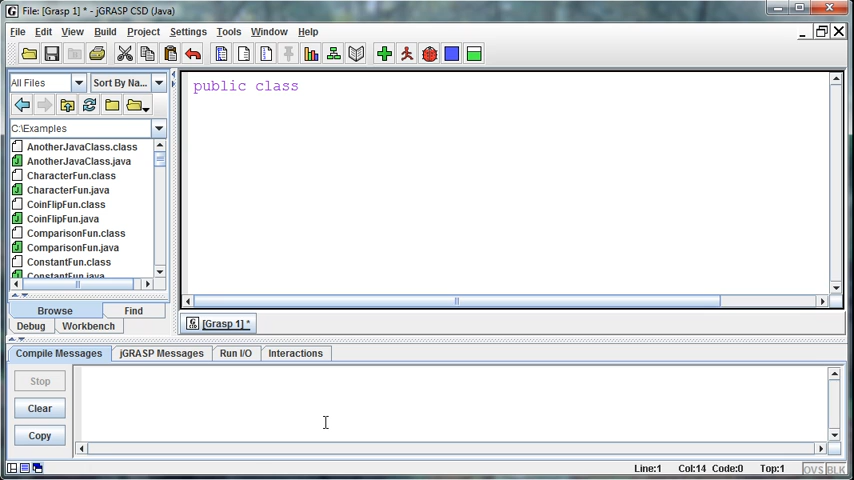 File: [Grasp 1] * - jGRASP CSD (Java)
File Edit View Build Project Settings Tools Window Help
All Files Sort By Na...
C:\Examples
AnotherJavaClass.class
AnotherJavaClass.java
CharacterFun.class
CharacterFun.java
CoinFlipFun.class
CoinFlipFun.java
ComparisonFun.class
ComparisonFun.java
ConstantFun.class
ConstantFun.java
Browse Find
Debug Workbench
public class
[Grasp 1] *
Compile Messages jGRASP Messages Run I/O Interactions
Stop
Clear
Copy
Line:1 Col:14 Code:0 Top:1 OVS BLK